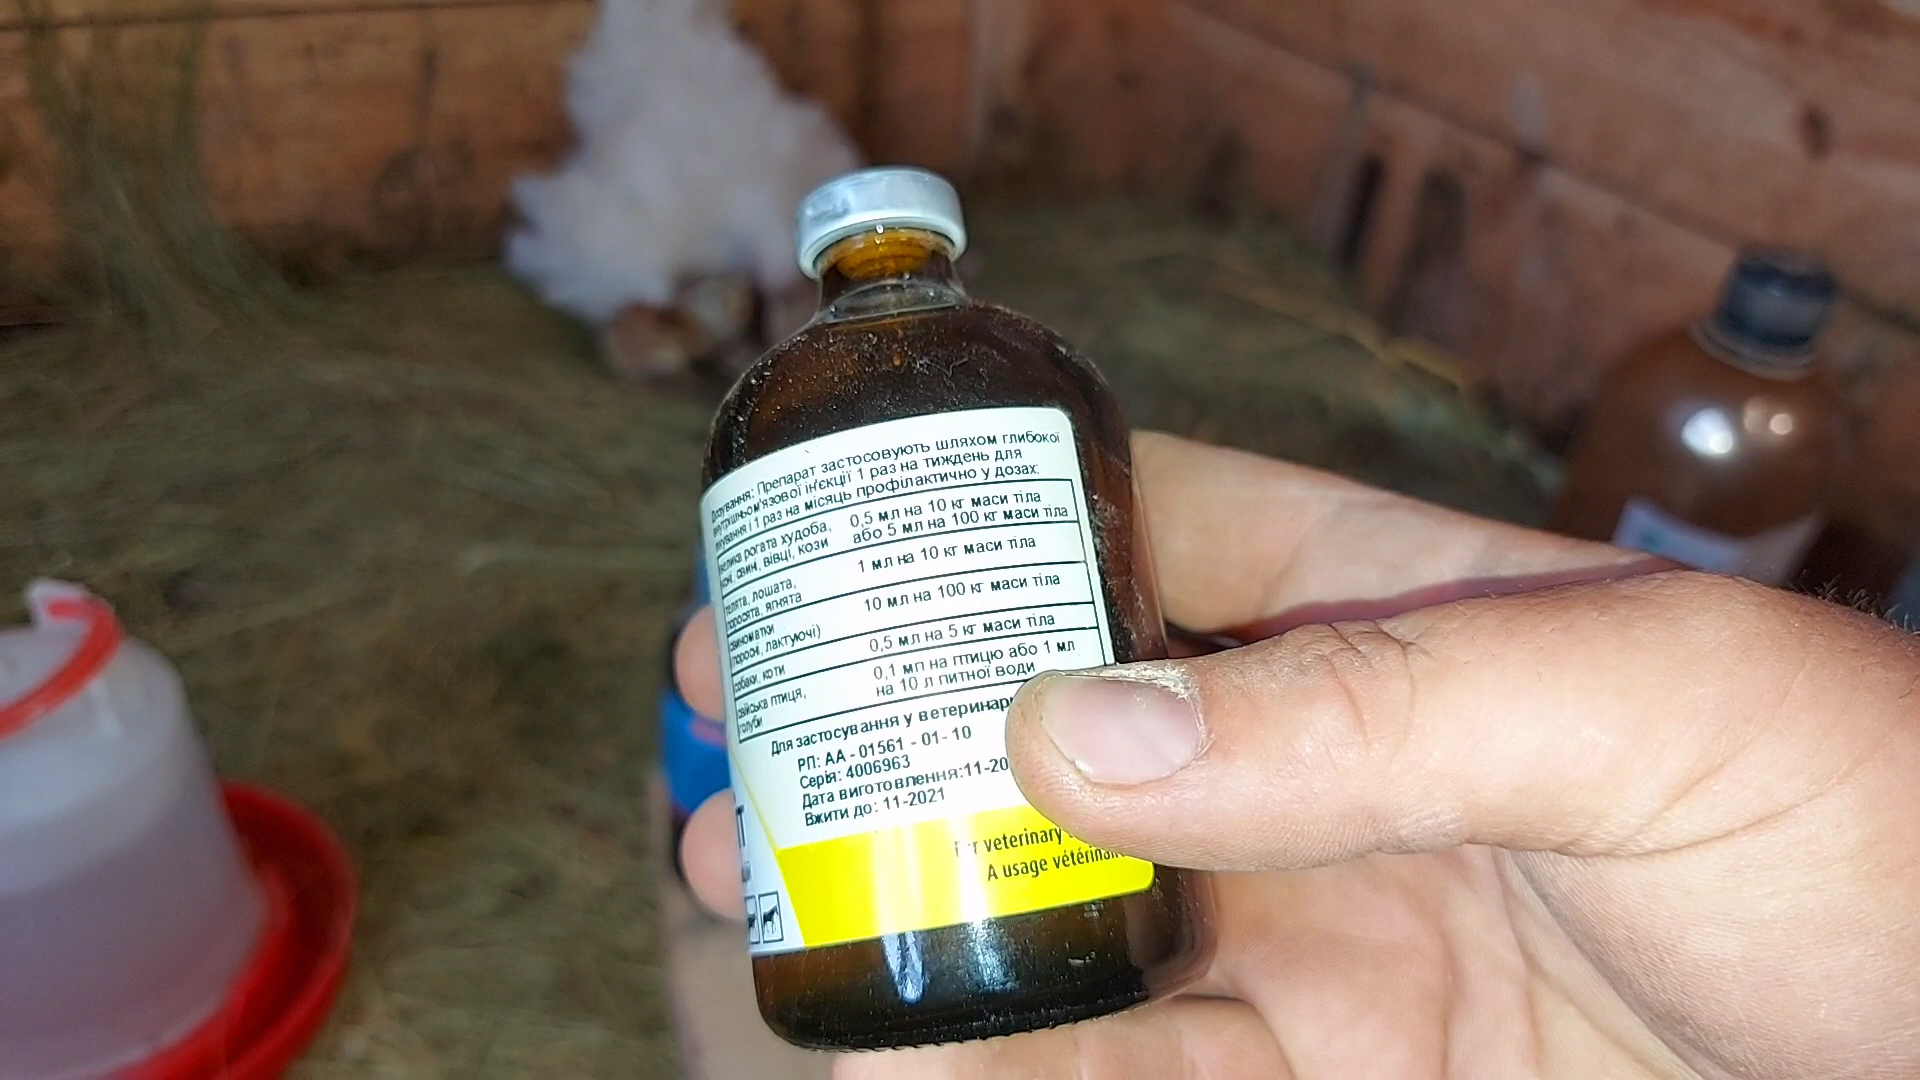 Дозування: Препарат застосовують шляхом глибокої
внутрішньом'язової ін'єкції 1 раз на тиждень для
лікування і 1 раз на місяць профілактично у дозах:
велика рогата худоба, 0,5 мл на 10 кг маси тіла
коні, свині, вівці, кози або 5 мл на 100 кг маси тіла
телята, лошата, 1 мл на 10 кг маси тіла
поросята, ягнята
свиноматки 10 мл на 100 кг маси тіла
(поросні, лактуючі)
собаки, коти 0,5 мл на 5 кг маси тіла
свійська птиця, 0,1 мл на птицю або 1 мл
голуби на 10 л питної води
Для застосування у
РП: АА - 01561 - 01- 10
Серія: 4006963
Дата виготовлення:11-20
Вжити до: 11-2021
For veterinary
A usage